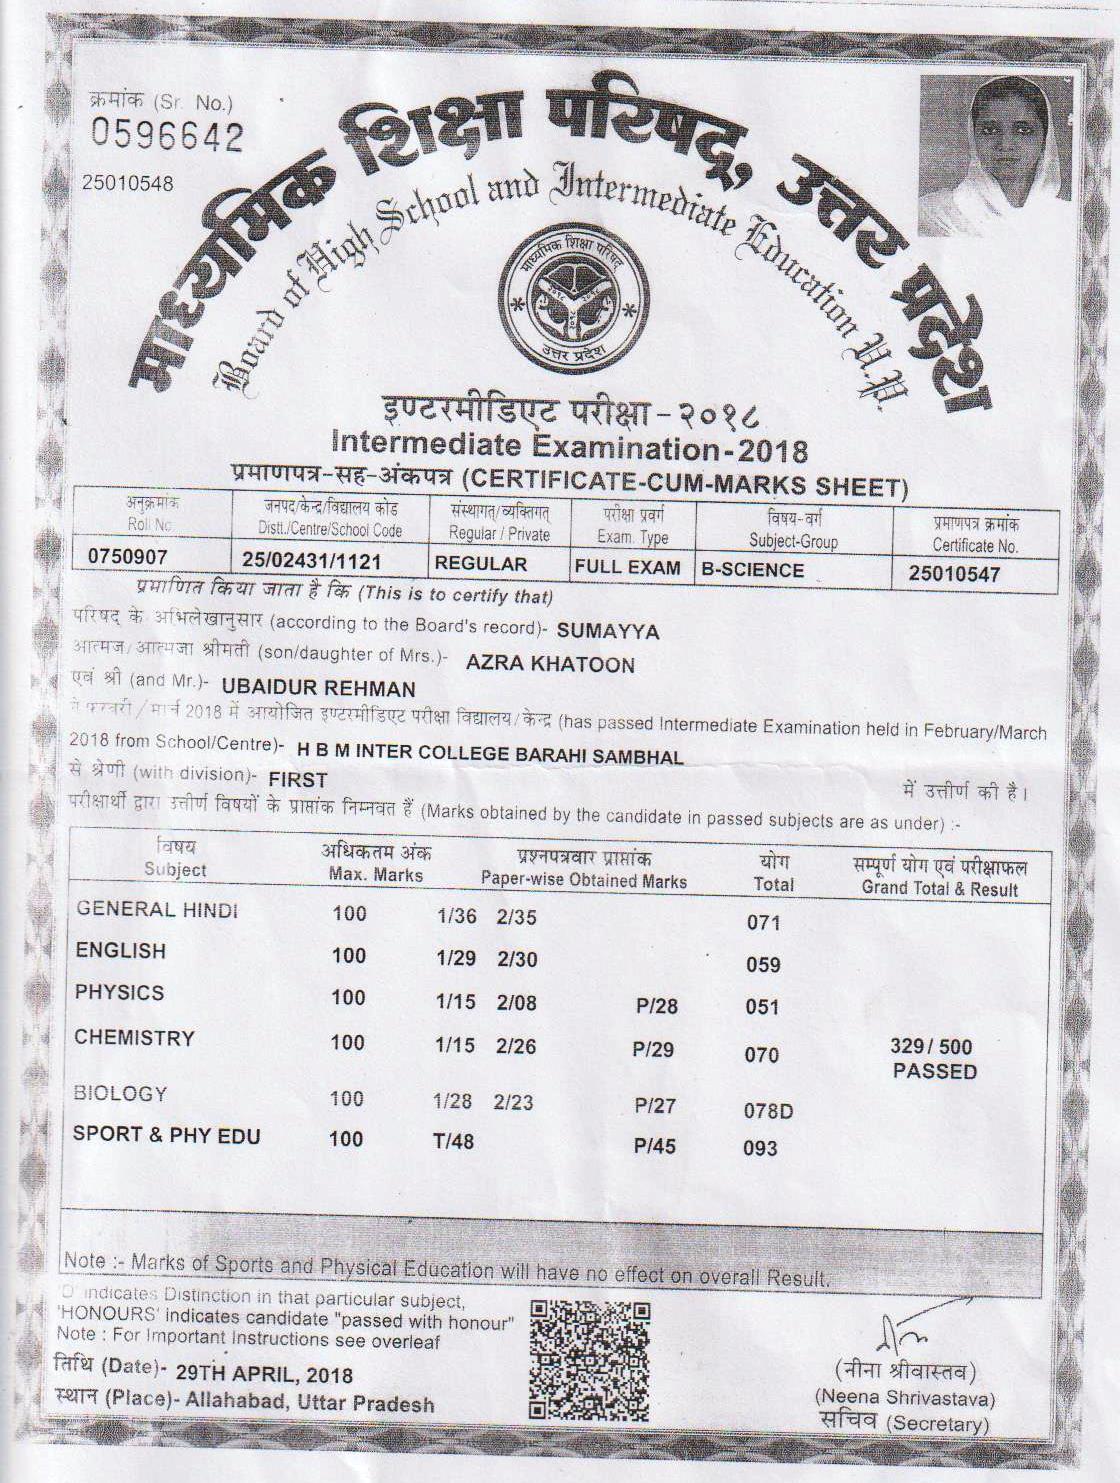 क्रमांक (Sr. No.)
0596642
25010548
माध्यमिक शिक्षा परिषद्, उत्तर प्रदेश
Board of High School and Intermediate Education U.P.
माध्यमिक शिक्षा परिषद्
उत्तर प्रदेश
इण्टरमीडिएट परीक्षा - २०१८
Intermediate Examination-2018
प्रमाणपत्र-सह-अंकपत्र (CERTIFICATE-CUM-MARKS SHEET)
अनुक्रमांक जनपद/केन्द्र/विद्यालय कोड संस्थागत्/व्यक्तिगत् परीक्षा प्रवर्ग विषय-वर्ग प्रमाणपत्र क्रमांक
Roll No Distt./Centre/School Code Regular / Private Exam. Type Subject-Group Certificate No.
0750907 25/02431/1121 REGULAR FULL EXAM B-SCIENCE 25010547
प्रमाणित किया जाता है कि (This is to certify that)
परिषद के अभिलेखानुसार (according to the Board's record)- SUMAYYA
आत्मज/आत्मजा श्रीमती (son/daughter of Mrs.)- AZRA KHATOON
एवं श्री (and Mr.)- UBAIDUR REHMAN
ने फरवरी / मार्च 2018 में आयोजित इण्टरमीडिएट परीक्षा विद्यालय/केन्द्र (has passed Intermediate Examination held in February/March
2018 from School/Centre)- H B M INTER COLLEGE BARAHI SAMBHAL
से श्रेणी (with division)- FIRST में उत्तीर्ण की है।
परीक्षार्थी द्वारा उत्तीर्ण विषयों के प्राप्तांक निम्नवत हैं (Marks obtained by the candidate in passed subjects are as under) :-
विषय अधिकतम अंक प्रश्नपत्रवार प्राप्तांक योग सम्पूर्ण योग एवं परीक्षाफल
Subject Max. Marks Paper-wise Obtained Marks Total Grand Total & Result
GENERAL HINDI 100 1/36 2/35 071
ENGLISH 100 1/29 2/30 059
PHYSICS 100 1/15 2/08 P/28 051
CHEMISTRY 100 1/15 2/26 P/29 070 329/ 500
PASSED
BIOLOGY 100 1/28 2/23 P/27 078D
SPORT & PHY EDU 100 T/48 P/45 093
Note :- Marks of Sports and Physical Education will have no effect on overall Result.
'D' indicates Distinction in that particular subject,
'HONOURS' indicates candidate "passed with honour"
Note : For Important Instructions see overleaf
तिथि (Date)- 29TH APRIL, 2018
स्थान (Place)- Allahabad, Uttar Pradesh
(नीना श्रीवास्तव)
(Neena Shrivastava)
सचिव (Secretary)